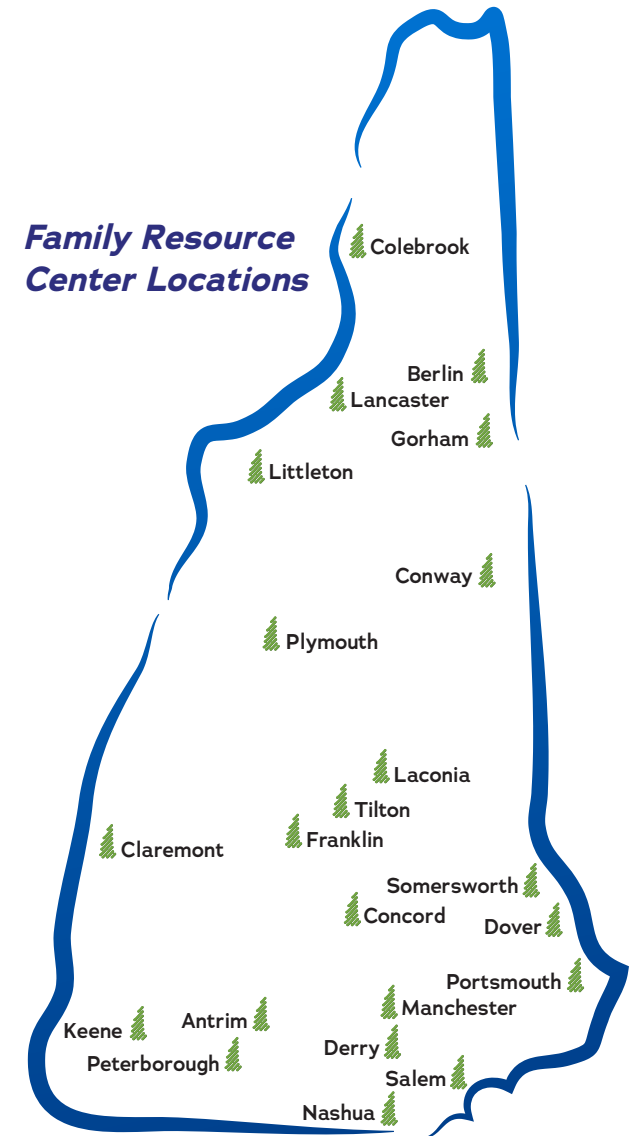 Family Resource
Center Locations
Colebrook
Berlin
Lancaster
Gorham
Littleton
Conway
Plymouth
Laconia
Tilton
Franklin
Claremont
Somersworth
Concord
Dover
Portsmouth
Manchester
Antrim
Keene
Derry
Peterborough
Salem
Nashua